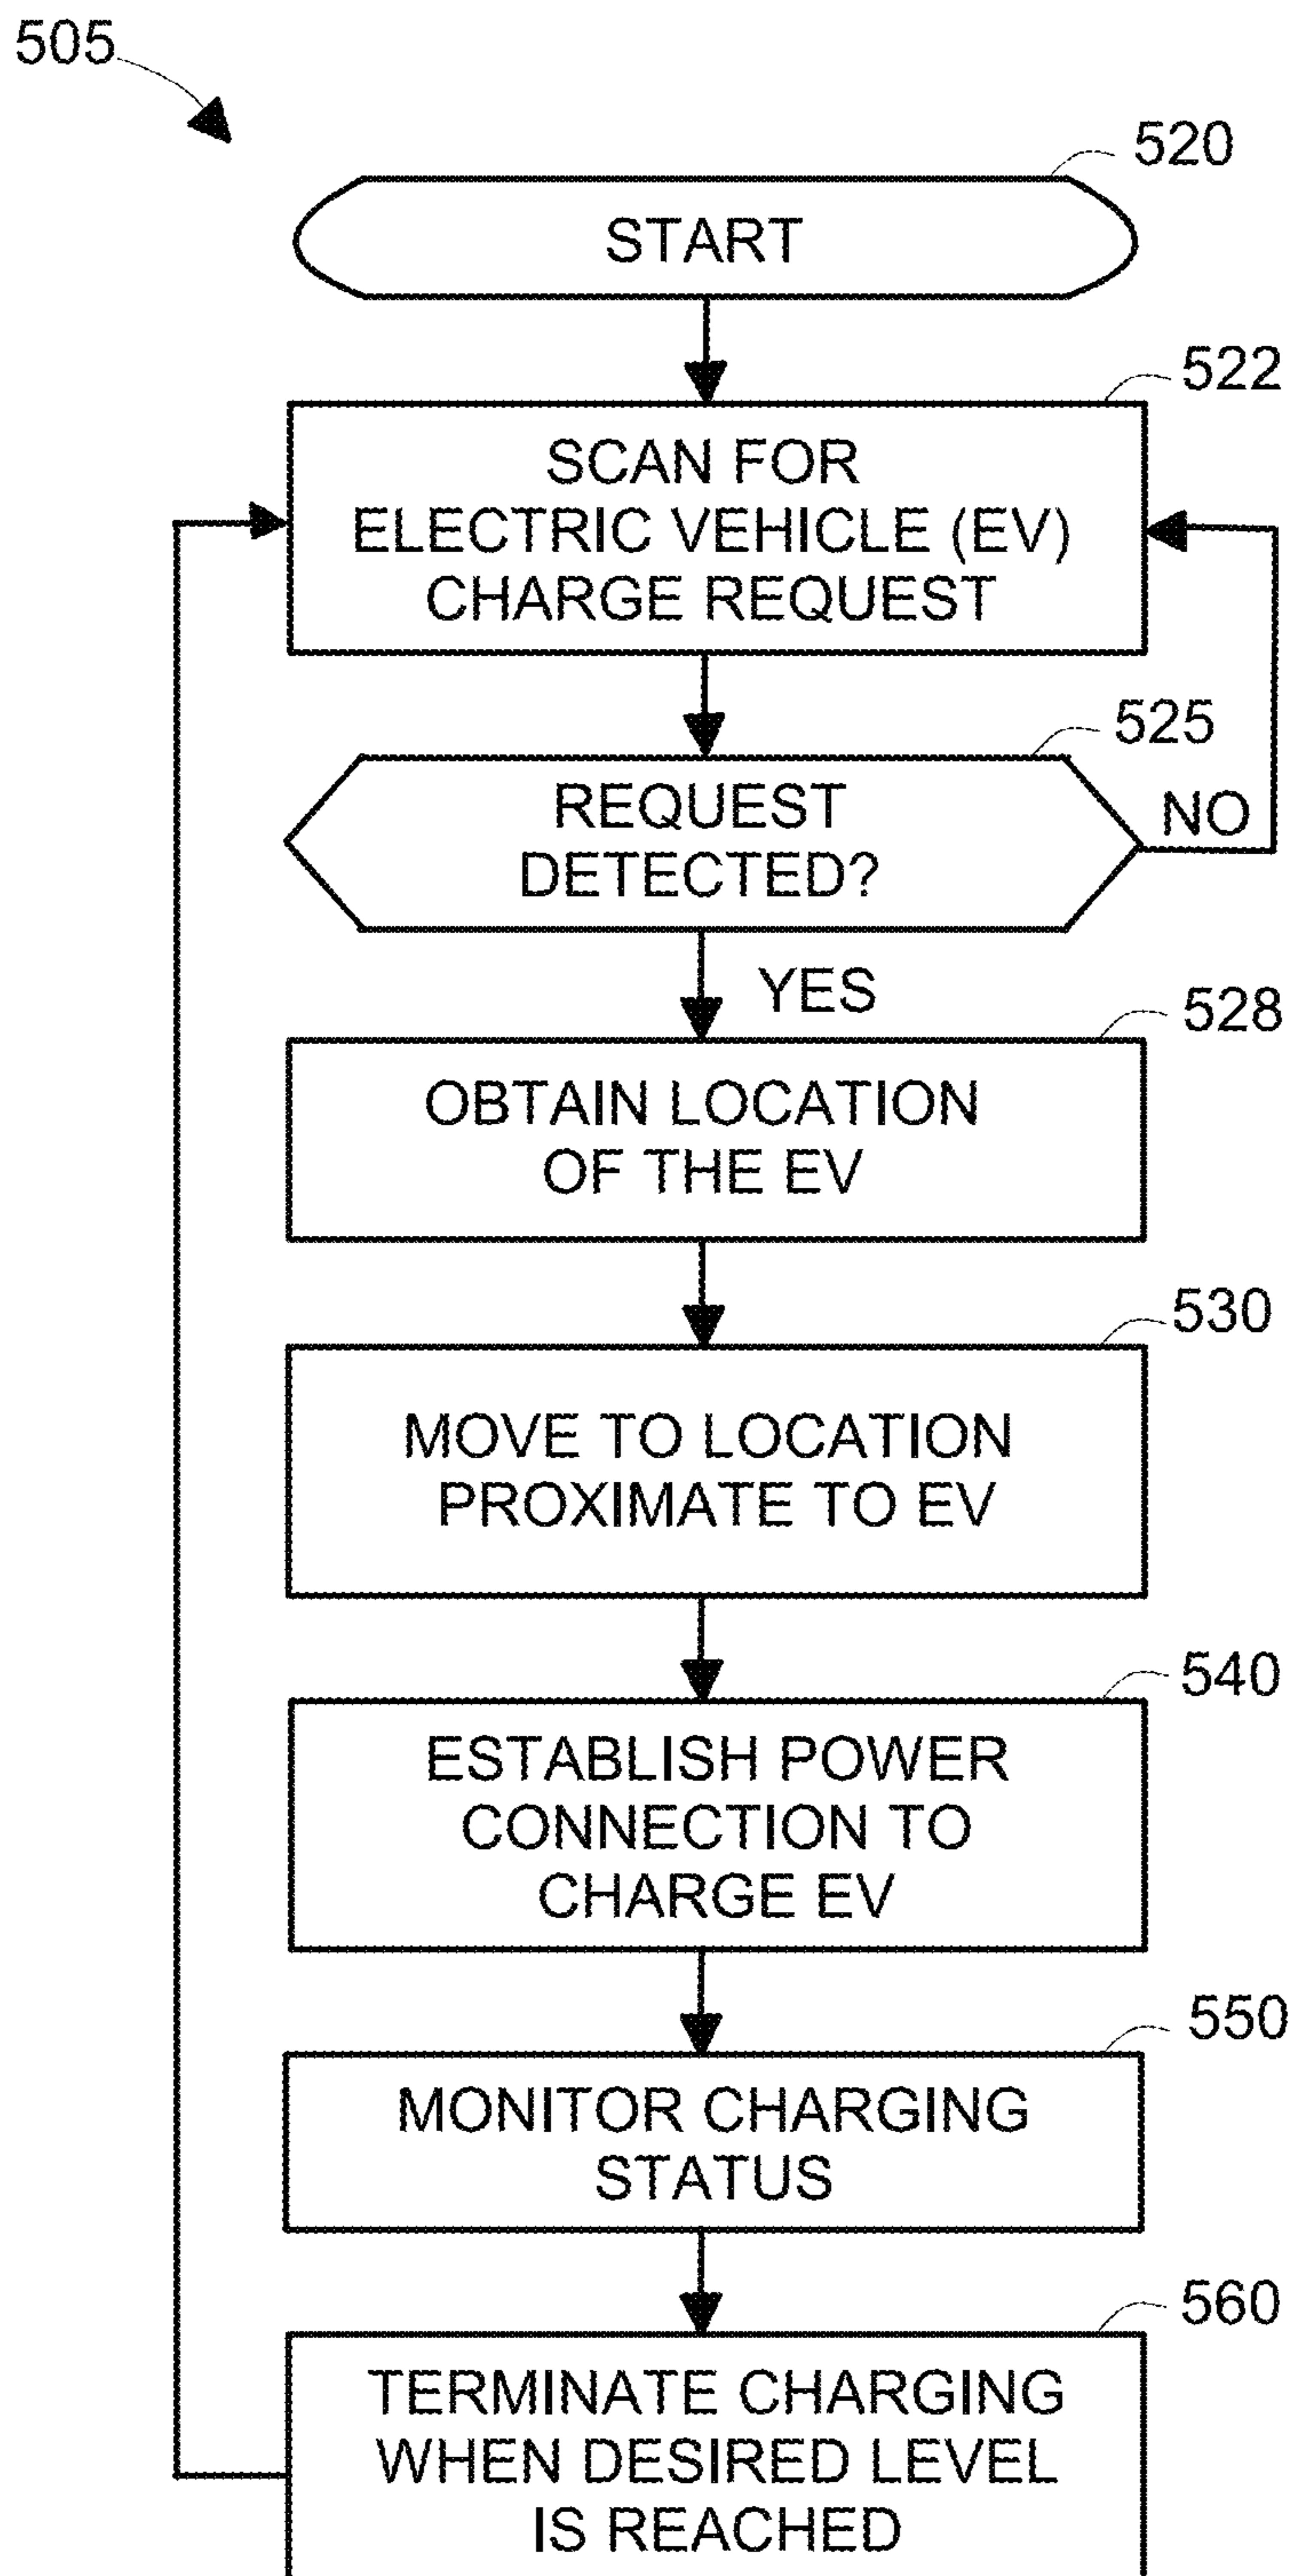 505
520
START
522
SCAN FOR
ELECTRIC VEHICLE (EV)
CHARGE REQUEST
525
REQUEST
DETECTED?
NO
YES
528
OBTAIN LOCATION
OF THE EV
530
MOVE TO LOCATION
PROXIMATE TO EV
540
ESTABLISH POWER
CONNECTION TO
CHARGE EV
550
MONITOR CHARGING
STATUS
560
TERMINATE CHARGING
WHEN DESIRED LEVEL
IS REACHED